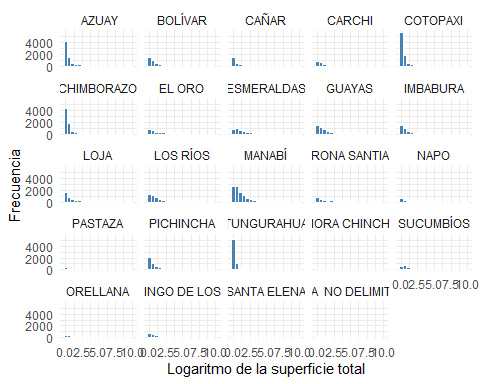 AZUAY BOLÍVAR CAÑAR CARCHI COTOPAXI
4000
2000
0
CHIMBORAZO EL ORO ESMERALDAS GUAYAS IMBABURA
4000
2000
0
LOJA LOS RÍOS MANABÍ RONA SANTIA NAPO
4000
2000
0
PASTAZA PICHINCHA TUNGURAHUA IORA CHINCH SUCUMBÍOS
4000
2000
0
0.02.55.07.510.0
ORELLANA INGO DE LOS SANTA ELENA A NO DELIMIT
4000
2000
0
0.02.55.07.510.0 0.02.55.07.510.0 0.02.55.07.510.0 0.02.55.07.510.0
Frecuencia
Logaritmo de la superficie total